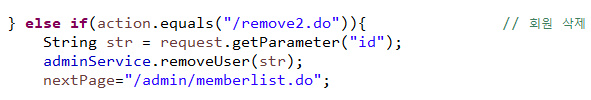 } else if(action.equals("/remove2.do")){ // 회원 삭제
String str = request.getParameter("id");
adminService.removeUser(str);
nextPage="/admin/memberlist.do";